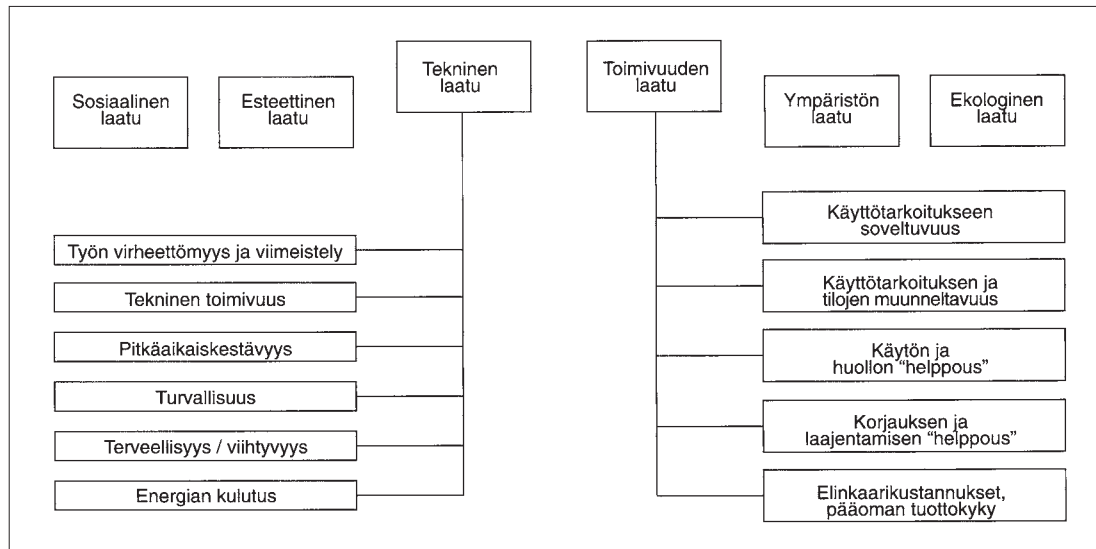 Sosiaalinen
laatu
Esteettinen
laatu
Tekninen
laatu
Toimivuuden
laatu
Ympäristön
laatu
Ekologinen
laatu
Työn virheettömyys ja viimeistely
Tekninen toimivuus
Pitkäaikaiskestävyys
Turvallisuus
Terveellisyys / viihtyvyys
Energian kulutus
Käyttötarkoitukseen
soveltuvuus
Käyttötarkoituksen ja
tilojen muunneltavuus
Käytön ja
huollon "helppous"
Korjauksen ja
laajentamisen "helppous"
Elinkaarikustannukset,
pääoman tuottokyky